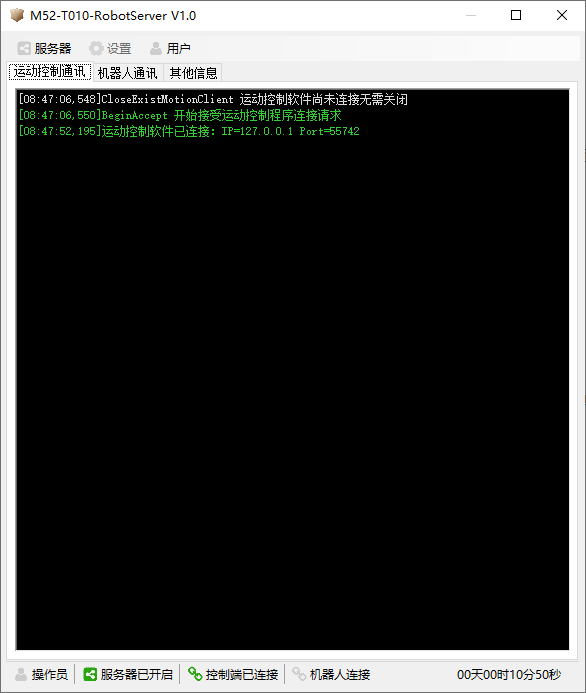 M52-T010-RobotServer V1.0
服务器 设置 用户
运动控制通讯 机器人通讯 其他信息
[08:47:06,548]CloseExistMotionClient 运动控制软件尚未连接无需关闭
[08:47:06,550]BeginAccept 开始接受运动控制程序连接请求
[08:47:52,195]运动控制软件已连接: IP=127.0.0.1 Port=55742
操作员 服务器已开启 控制端已连接 机器人连接 00天00时10分50秒